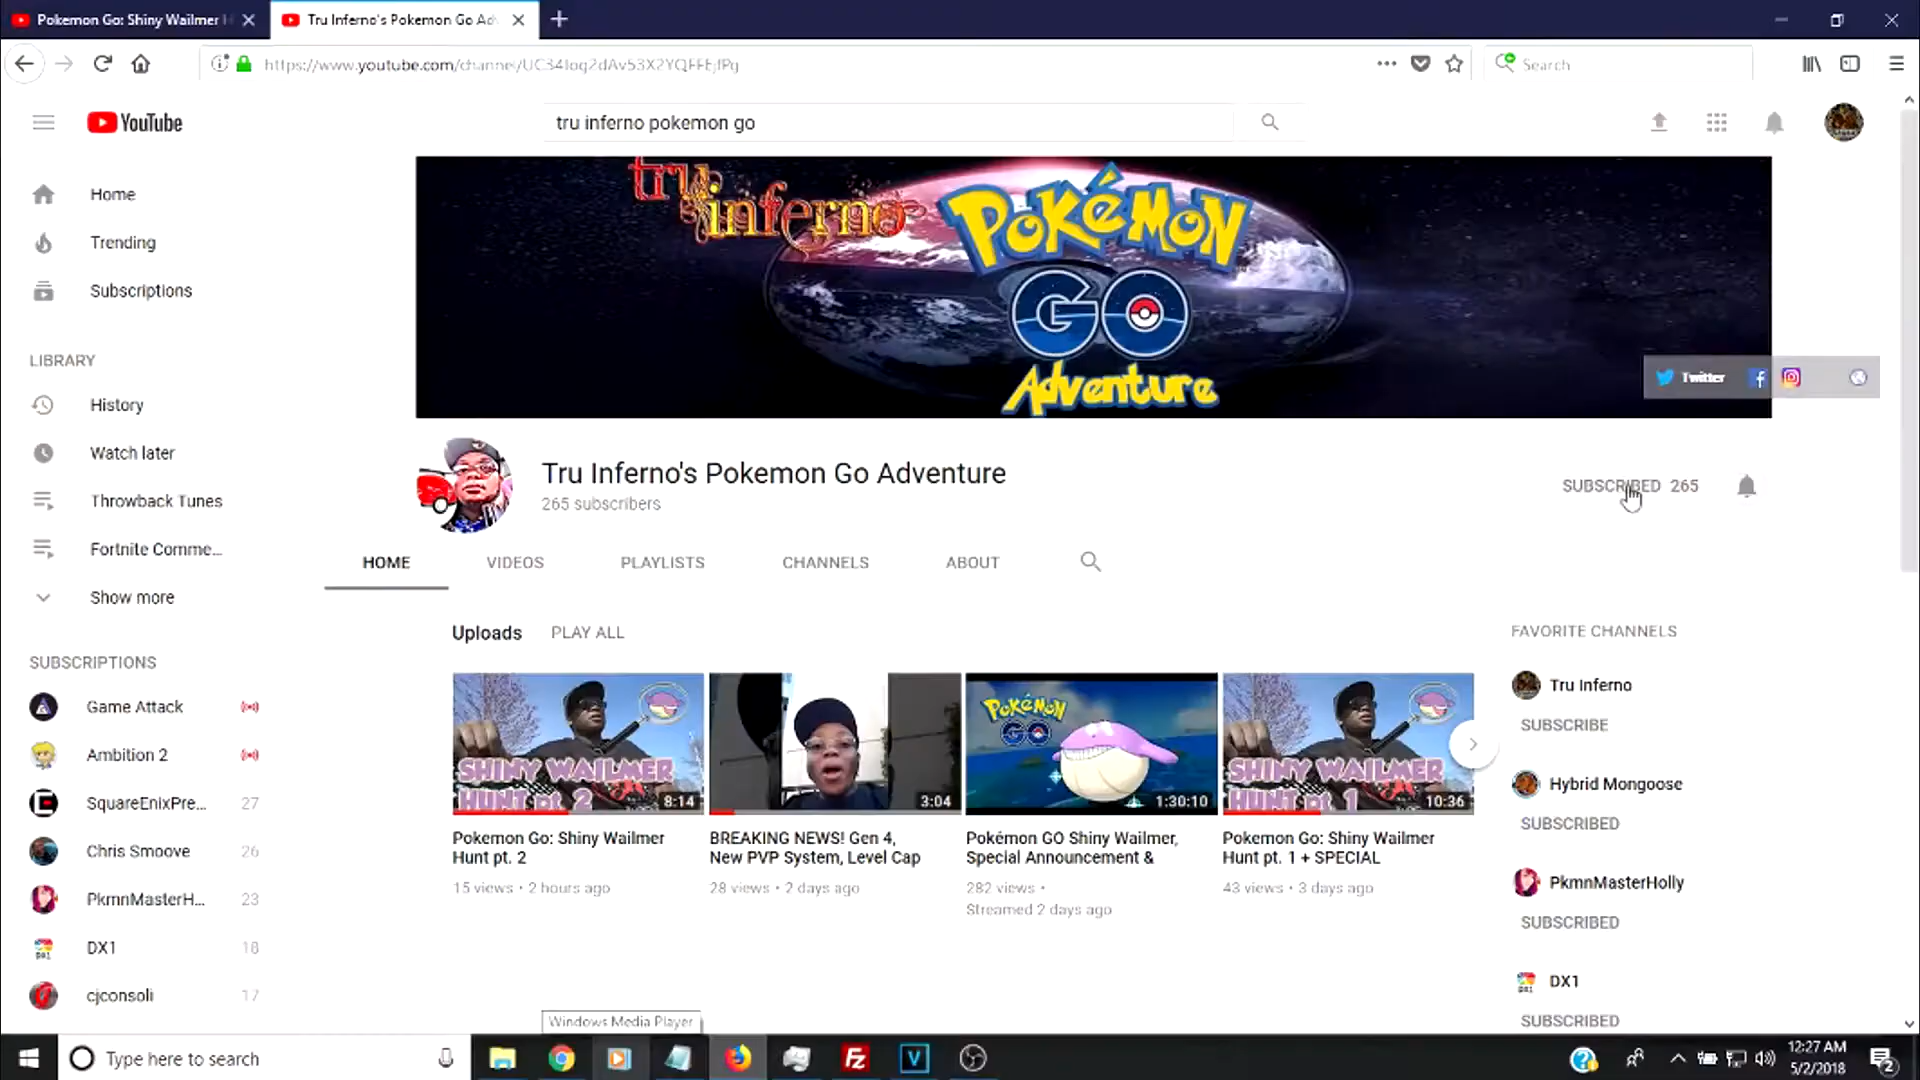 Pokemon Go: Shiny Wailmer
Tru Inferno's Pokemon Go Ad
Search
YouTube
tru inferno pokemon go
Home
Trending
Subscriptions
LIBRARY
History
Watch later
Throwback Tunes
Fortnite Comme...
Show more
SUBSCRIPTIONS
Game Attack
Ambition 2
SquareEnixPre... 27
Chris Smoove 26
PkmnMasterH... 23
DX1 18
cjconsoli 17
tru inferno
POKÉMON
GO
Adventure
Twitter
Tru Inferno's Pokemon Go Adventure
265 subscribers
SUBSCRIBED 265
HOME VIDEOS PLAYLISTS CHANNELS ABOUT
Uploads PLAY ALL
SHINY WAILMER
HUNT pt. 2
8:14
Pokemon Go: Shiny Wailmer
Hunt pt. 2
15 views • 2 hours ago
3:04
BREAKING NEWS! Gen 4,
New PVP System, Level Cap
28 views • 2 days ago
POKÉMON
GO
1:30:10
Pokémon GO Shiny Wailmer,
Special Announcement &
282 views •
Streamed 2 days ago
SHINY WAILMER
HUNT pt. 1
10:36
Pokemon Go: Shiny Wailmer
Hunt pt. 1 + SPECIAL
43 views • 3 days ago
FAVORITE CHANNELS
Tru Inferno
SUBSCRIBE
Hybrid Mongoose
SUBSCRIBED
PkmnMasterHolly
SUBSCRIBED
DX1
SUBSCRIBED
Windows Media Player
Type here to search
12:27 AM
5/2/2018
2